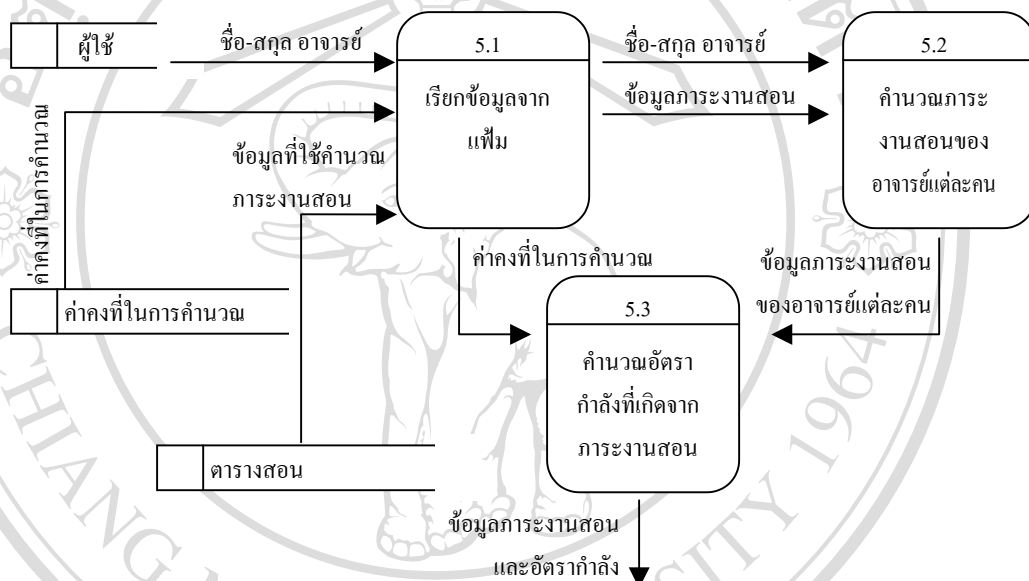 ผู้ใช้
ชื่อ-สกุล อาจารย์
5.1
เรียกข้อมูลจาก
แฟ้ม
ชื่อ-สกุล อาจารย์
ข้อมูลภาระงานสอน
5.2
คำนวณภาระ
งานสอนของ
อาจารย์แต่ละคน
ค่าคงที่ในการคำนวณ
ข้อมูลที่ใช้คำนวณ
ภาระงานสอน
ค่าคงที่ในการคำนวณ
ค่าคงที่ในการคำนวณ
ข้อมูลภาระงานสอน
ของอาจารย์แต่ละคน
5.3
คำนวณอัตรา
กำลังที่เกิดจาก
ภาระงานสอน
ตารางสอน
ข้อมูลภาระงานสอน
และอัตรากำลัง
CHIANG
SITY 1964